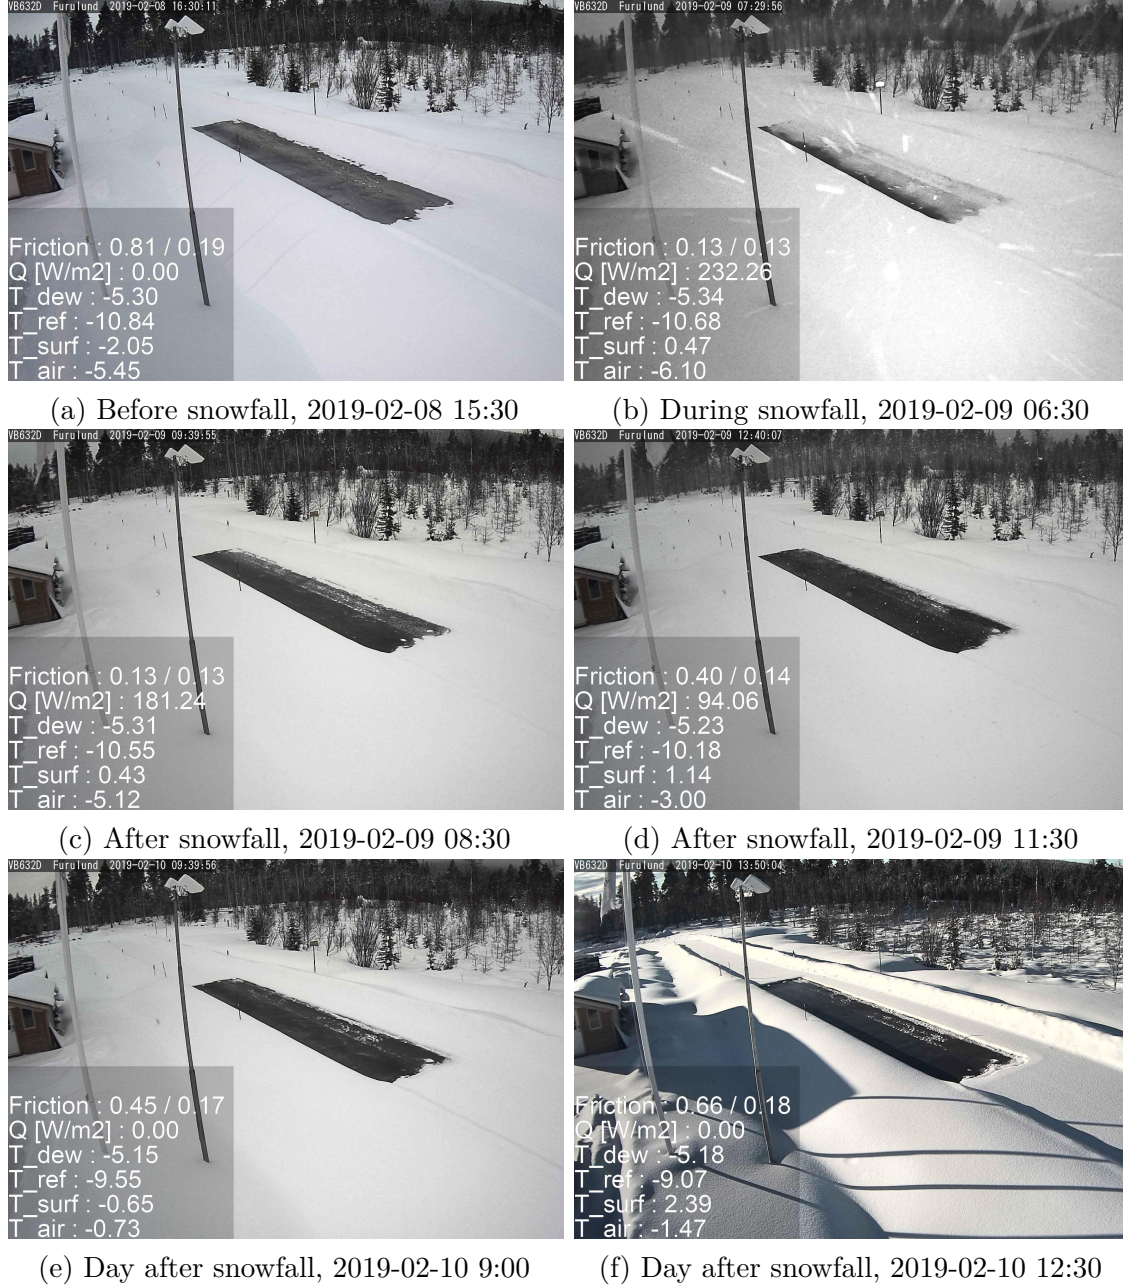 VB632D Furulund 2019-02-08 16:30:11
Friction : 0.81 / 0.19
Q [W/m2] : 0.00
T_dew : -5.30
T_ref : -10.84
T_surf : -2.05
T_air : -5.45
(a) Before snowfall, 2019-02-08 15:30
VB632D Furulund 2019-02-09 07:29:56
Friction : 0.13 / 0.13
Q [W/m2] : 232.26
T_dew : -5.34
T_ref : -10.68
T_surf : 0.47
T_air : -6.10
(b) During snowfall, 2019-02-09 06:30
VB632D Furulund 2019-02-09 09:39:55
Friction : 0.13 / 0.13
Q [W/m2] : 181.24
T_dew : -5.31
T_ref : -10.55
T_surf : 0.43
T_air : -5.12
(c) After snowfall, 2019-02-09 08:30
VB632D Furulund 2019-02-09 12:40:07
Friction : 0.40 / 0.14
Q [W/m2] : 94.06
T_dew : -5.23
T_ref : -10.18
T_surf : 1.14
T_air : -3.00
(d) After snowfall, 2019-02-09 11:30
VB632D Furulund 2019-02-10 09:39:56
Friction : 0.45 / 0.17
Q [W/m2] : 0.00
T_dew : -5.15
T_ref : -9.55
T_surf : -0.65
T_air : -0.73
(e) Day after snowfall, 2019-02-10 9:00
VB632D Furulund 2019-02-10 13:50:04
Friction : 0.66 / 0.18
Q [W/m2] : 0.00
T_dew : -5.18
T_ref : -9.07
T_surf : 2.39
T_air : -1.47
(f) Day after snowfall, 2019-02-10 12:30